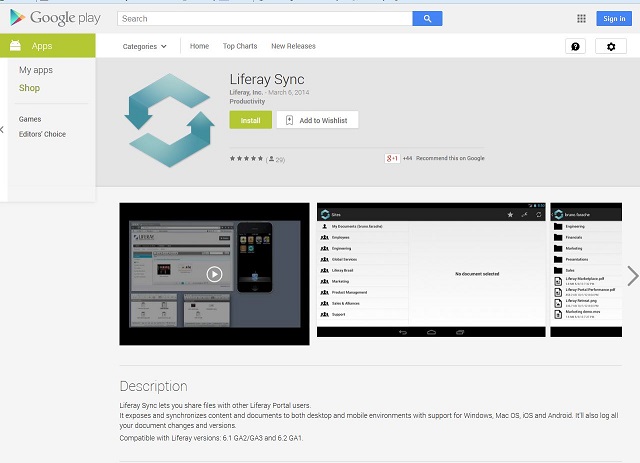 Google play
Search
Sign in
Apps
Categories
Home
Top Charts
New Releases
My apps
Shop
Games
Editors' Choice
Liferay Sync
Liferay, Inc. - March 6, 2014
Productivity
Install
Add to Wishlist
(29)
g+1
+44
Recommend this on Google
LIFERAY
Sites
My Documents (bruno.farache)
Employees
Engineering
Global Services
Liferay Brasil
Marketing
Product Management
Sales & Alliances
Support
No document selected
bruno.farache
Engineering
Financials
Marketing
Presentations
Sales
Liferay Marketplace.pdf
Liferay Portal Performance.pdf
Liferay Retreat.png
Marketing demo.mov
Description
Liferay Sync lets you share files with other Liferay Portal users.
It exposes and synchronizes content and documents to both desktop and mobile environments with support for Windows, Mac OS, iOS and Android. It'll also log all
your document changes and versions.
Compatible with Liferay versions: 6.1 GA2/GA3 and 6.2 GA1.